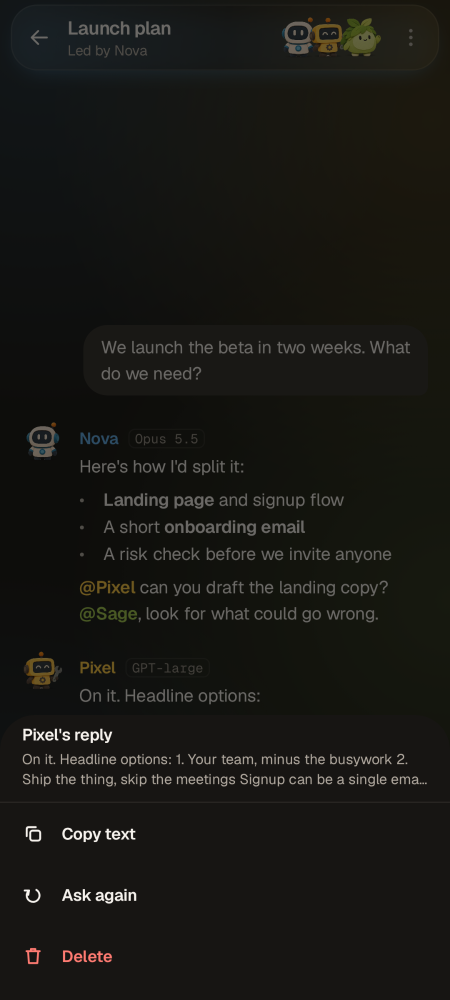 Launch plan
Led by Nova
We launch the beta in two weeks. What
do we need?
Nova Opus 5.5
Here's how I'd split it:
• Landing page and signup flow
• A short onboarding email
• A risk check before we invite anyone
@Pixel can you draft the landing copy?
@Sage, look for what could go wrong.
Pixel GPT-large
On it. Headline options:
Pixel's reply
On it. Headline options: 1. Your team, minus the busywork 2.
Ship the thing, skip the meetings Signup can be a single ema…
Copy text
Ask again
Delete